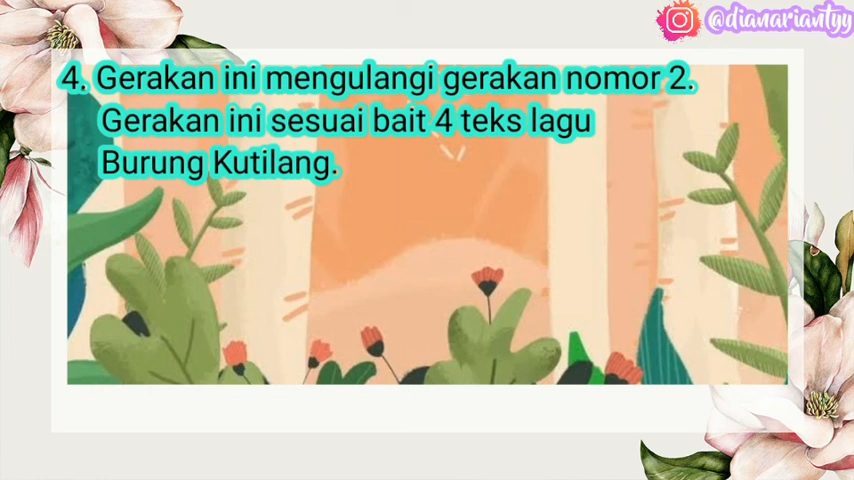 @dianariantyy
4. Gerakan ini mengulangi gerakan nomor 2.
Gerakan ini sesuai bait 4 teks lagu
Burung Kutilang.